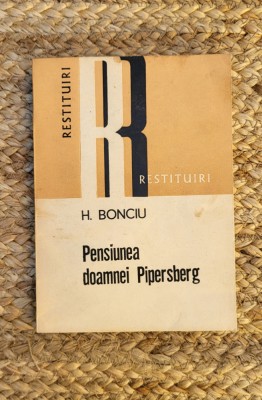 RESTITUIRI
R
RESTITUIRI
H. BONCIU
Pensiunea
doamnei Pipersberg